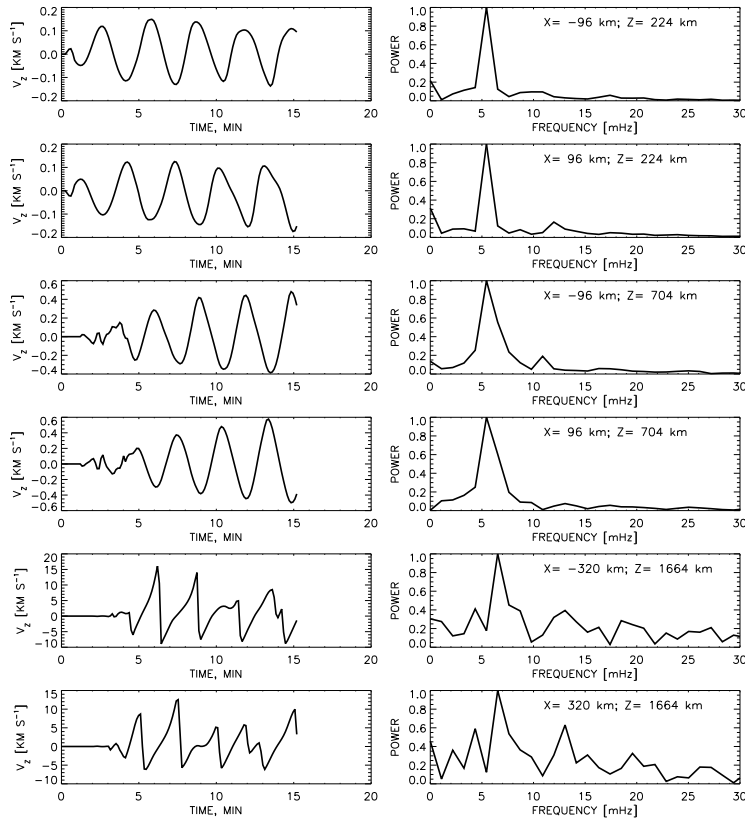 V_z [KM S⁻¹]
0.2
0.1
0.0
−0.1
−0.2
0 5 10 15 20
TIME, MIN
POWER
1.0
0.8
0.6
0.4
0.2
0.0
X= −96 km; Z= 224 km
0 5 10 15 20 25 30
FREQUENCY [mHz]
V_z [KM S⁻¹]
0.2
0.1
0.0
−0.1
−0.2
0 5 10 15 20
TIME, MIN
POWER
1.0
0.8
0.6
0.4
0.2
0.0
X= 96 km; Z= 224 km
0 5 10 15 20 25 30
FREQUENCY [mHz]
V_z [KM S⁻¹]
0.6
0.4
0.2
0.0
−0.2
−0.4
0 5 10 15 20
TIME, MIN
POWER
1.0
0.8
0.6
0.4
0.2
0.0
X= −96 km; Z= 704 km
0 5 10 15 20 25 30
FREQUENCY [mHz]
V_z [KM S⁻¹]
0.6
0.4
0.2
0.0
−0.2
−0.4
−0.6
0 5 10 15 20
TIME, MIN
POWER
1.0
0.8
0.6
0.4
0.2
0.0
X= 96 km; Z= 704 km
0 5 10 15 20 25 30
FREQUENCY [mHz]
V_z [KM S⁻¹]
20
15
10
5
0
−5
−10
0 5 10 15 20
TIME, MIN
POWER
1.0
0.8
0.6
0.4
0.2
0.0
X= −320 km; Z= 1664 km
0 5 10 15 20 25 30
FREQUENCY [mHz]
V_z [KM S⁻¹]
15
10
5
0
−5
−10
0 5 10 15 20
TIME, MIN
POWER
1.0
0.8
0.6
0.4
0.2
0.0
X= 320 km; Z= 1664 km
0 5 10 15 20 25 30
FREQUENCY [mHz]